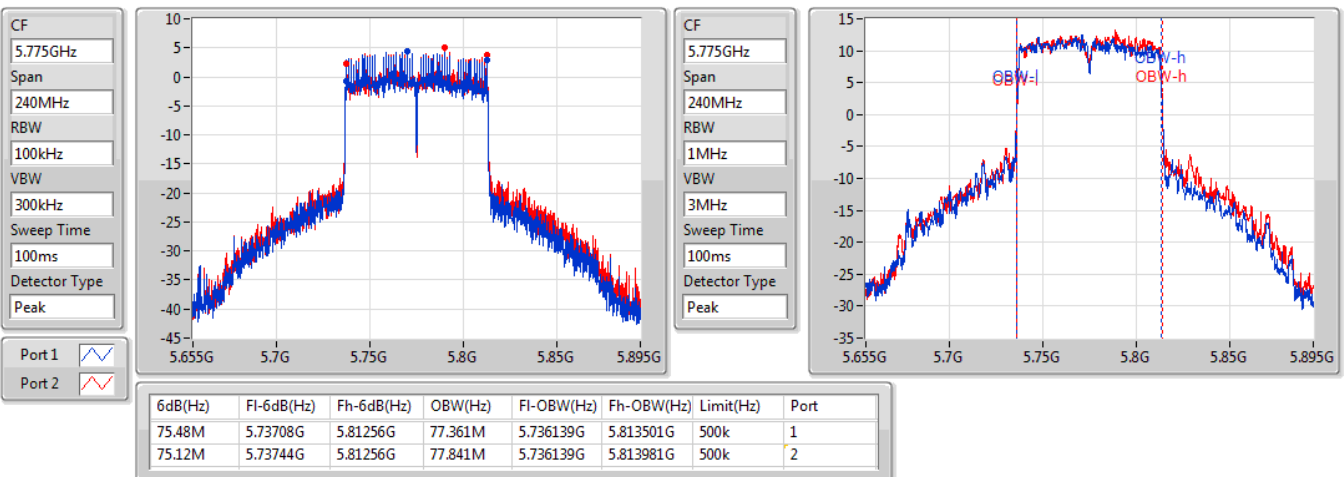 CF
5.775GHz
Span
240MHz
RBW
100kHz
VBW
300kHz
Sweep Time
100ms
Detector Type
Peak
Port 1
Port 2
10
5
0
-5
-10
-15
-20
-25
-30
-35
-40
-45
5.655G 5.7G 5.75G 5.8G 5.85G 5.895G
CF
5.775GHz
Span
240MHz
RBW
1MHz
VBW
3MHz
Sweep Time
100ms
Detector Type
Peak
15
10
5
0
-5
-10
-15
-20
-25
-30
-35
5.655G 5.7G 5.75G 5.8G 5.85G 5.895G
OBW-l
OBW-l
OBW-h
OBW-h
6dB(Hz) Fl-6dB(Hz) Fh-6dB(Hz) OBW(Hz) Fl-OBW(Hz) Fh-OBW(Hz) Limit(Hz) Port
75.48M 5.73708G 5.81256G 77.361M 5.736139G 5.813501G 500k 1
75.12M 5.73744G 5.81256G 77.841M 5.736139G 5.813981G 500k 2